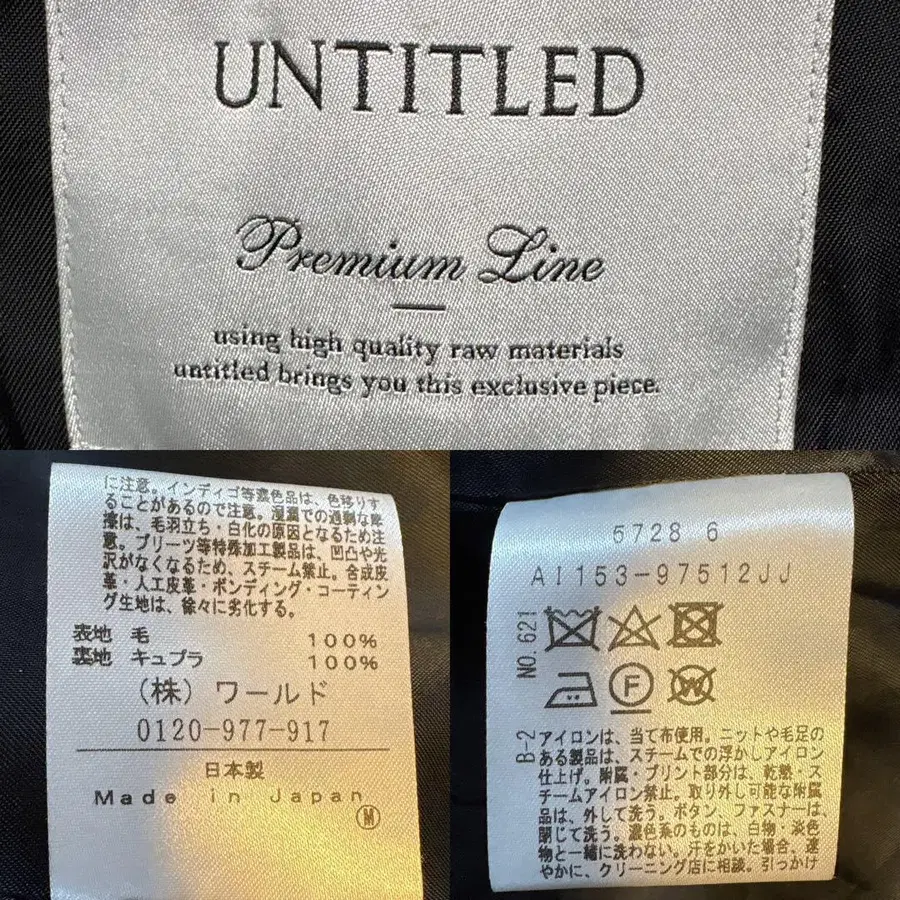 UNTITLED
Premium Line
using high quality raw materials
untitled brings you this exclusive piece.
に注意。インディゴ等濃色品は、色移りす
ることがあるので注意。湿潤での過剰な摩
擦は、毛羽立ち・白化の原因となるため注
意。プリーツ等特殊加工製品は、凹凸や光
沢がなくなるため、スチーム禁止。合成皮
革・人工皮革・ボンディング・コーティン
グ生地は、徐々に劣化する。
表地 毛 100%
裏地 キュプラ 100%
(株)ワールド
0120-977-917
日本製
Made in Japan
M
5728 6
AI153-97512JJ
NO.621
F
W
B-2
アイロンは、当て布使用。ニットや毛足の
ある製品は、スチームでの浮かしアイロン
仕上げ。附属・プリント部分は、乾熱・ス
チームアイロン禁止。取り外し可能な附属
品は、外して洗う。ボタン、ファスナーは、
閉じて洗う。濃色系のものは、白物・淡色
物と一緒に洗わない。汗をかいた場合、速
やかに、クリーニング店に相談。引っかけ